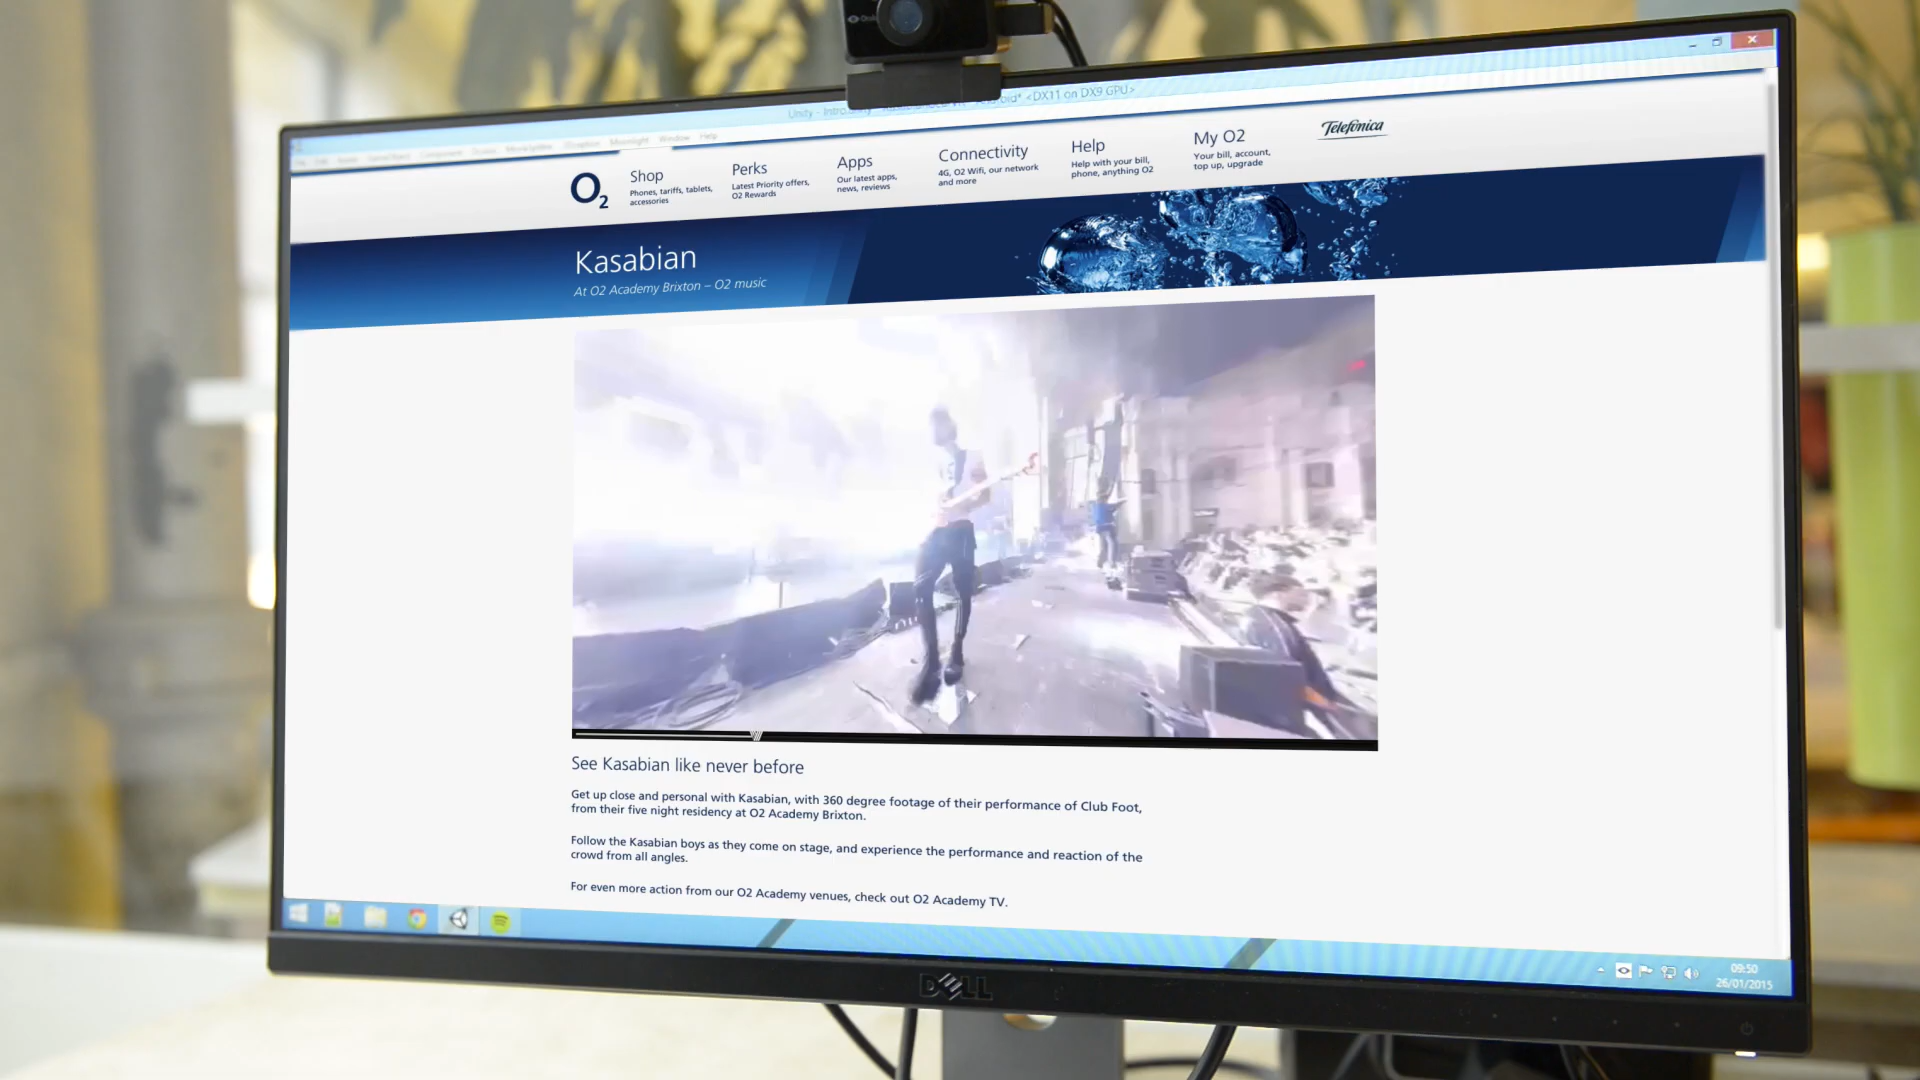 <DX11 on DX9 GPU>
Window Help
O2
Shop
Phones, tariffs, tablets,
accessories
Perks
Latest Priority offers,
O2 Rewards
Apps
Our latest apps,
news, reviews
Connectivity
4G, O2 Wifi, our network
and more
Help
Help with your bill,
phone, anything O2
My O2
Your bill, account,
top up, upgrade
Telefónica
Kasabian
At O2 Academy Brixton – O2 music
See Kasabian like never before
Get up close and personal with Kasabian, with 360 degree footage of their performance of Club Foot,
from their five night residency at O2 Academy Brixton.
Follow the Kasabian boys as they come on stage, and experience the performance and reaction of the
crowd from all angles.
For even more action from our O2 Academy venues, check out O2 Academy TV.
09:50
26/01/2015
DELL